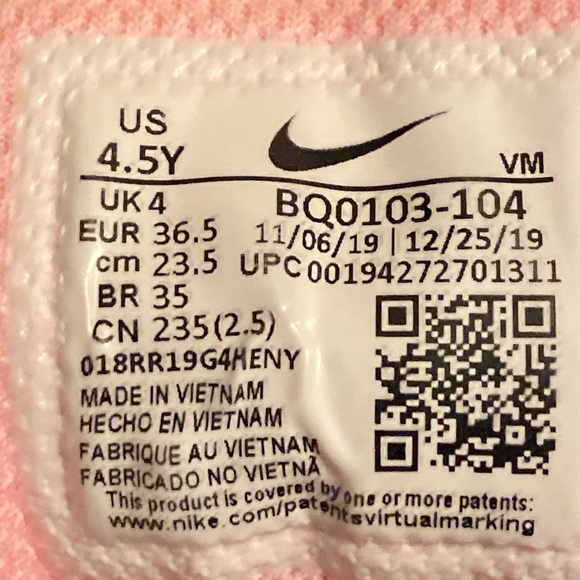 US
4.5Y
VM
UK 4
BQ0103-104
EUR 36.5
11/06/19 | 12/25/19
cm 23.5
UPC 00194272701311
BR 35
CN 235(2.5)
018RR19G4HENY
MADE IN VIETNAM
HECHO EN VIETNAM
FABRIQUE AU VIETNAM
FABRICADO NO VIETNÃ
This product is covered by one or more patents:
www.nike.com/patentsvirtualmarking